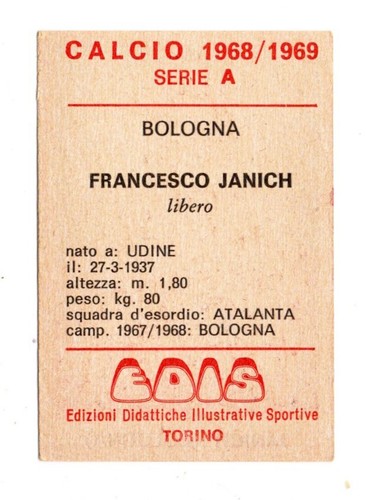 CALCIO 1968/1969
SERIE A
BOLOGNA
FRANCESCO JANICH
libero
nato a: UDINE
il: 27-3-1937
altezza: m. 1,80
peso: kg. 80
squadra d'esordio: ATALANTA
camp. 1967/1968: BOLOGNA
EDIS
Edizioni Didattiche Illustrative Sportive
TORINO